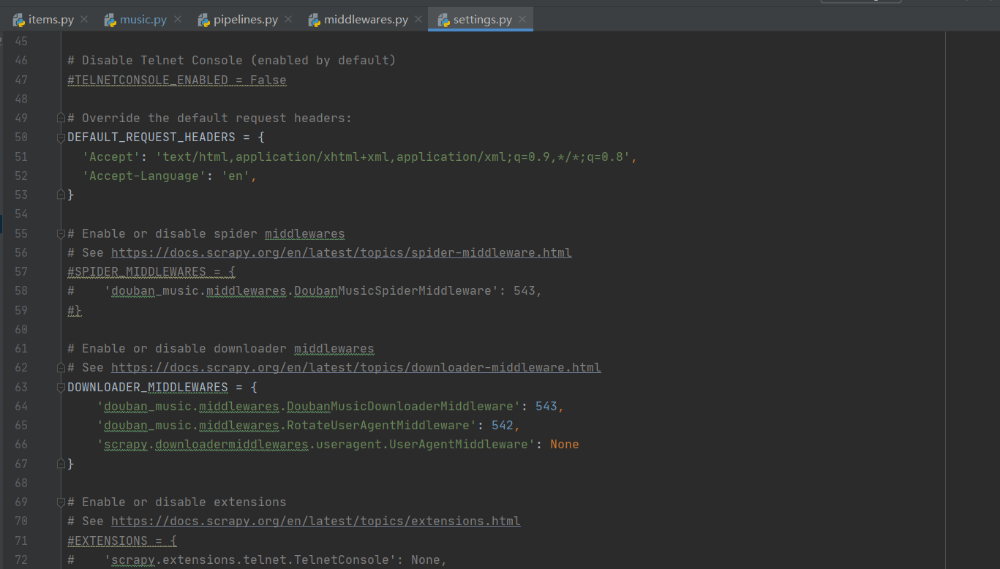 items.py music.py pipelines.py middlewares.py settings.py
45
46 # Disable Telnet Console (enabled by default)
47 #TELNETCONSOLE_ENABLED = False
48
49 # Override the default request headers:
50 DEFAULT_REQUEST_HEADERS = {
51   'Accept': 'text/html,application/xhtml+xml,application/xml;q=0.9,*/*;q=0.8',
52   'Accept-Language': 'en',
53 }
54
55 # Enable or disable spider middlewares
56 # See https://docs.scrapy.org/en/latest/topics/spider-middleware.html
57 #SPIDER_MIDDLEWARES = {
58 #    'douban_music.middlewares.DoubanMusicSpiderMiddleware': 543,
59 #}
60
61 # Enable or disable downloader middlewares
62 # See https://docs.scrapy.org/en/latest/topics/downloader-middleware.html
63 DOWNLOADER_MIDDLEWARES = {
64     'douban_music.middlewares.DoubanMusicDownloaderMiddleware': 543,
65     'douban_music.middlewares.RotateUserAgentMiddleware': 542,
66     'scrapy.downloadermiddlewares.useragent.UserAgentMiddleware': None
67 }
68
69 # Enable or disable extensions
70 # See https://docs.scrapy.org/en/latest/topics/extensions.html
71 #EXTENSIONS = {
72 #    'scrapy.extensions.telnet.TelnetConsole': None,